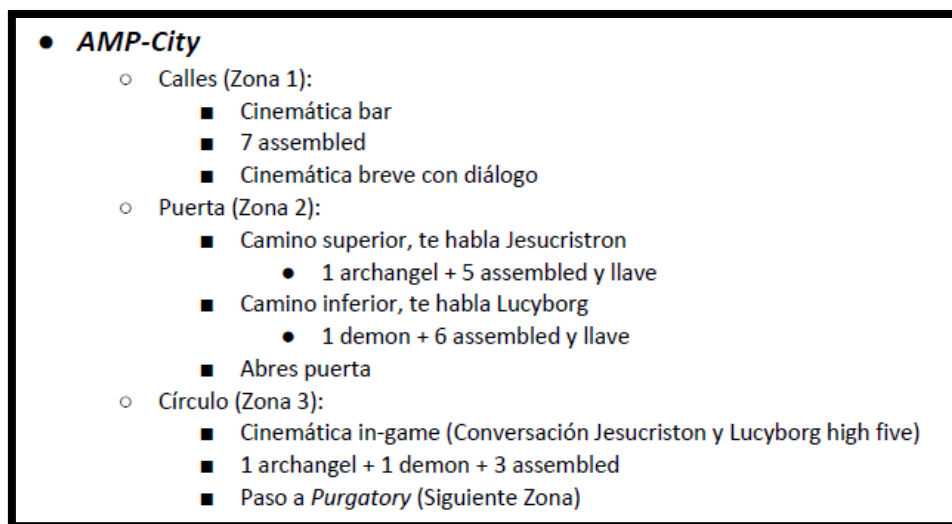 ● AMP-City
○ Calles (Zona 1):
■ Cinemática bar
■ 7 assembled
■ Cinemática breve con diálogo
○ Puerta (Zona 2):
■ Camino superior, te habla Jesucristron
● 1 archangel + 5 assembled y llave
■ Camino inferior, te habla Lucyborg
● 1 demon + 6 assembled y llave
■ Abres puerta
○ Círculo (Zona 3):
■ Cinemática in-game (Conversación Jesucriston y Lucyborg high five)
■ 1 archangel + 1 demon + 3 assembled
■ Paso a Purgatory (Siguiente Zona)